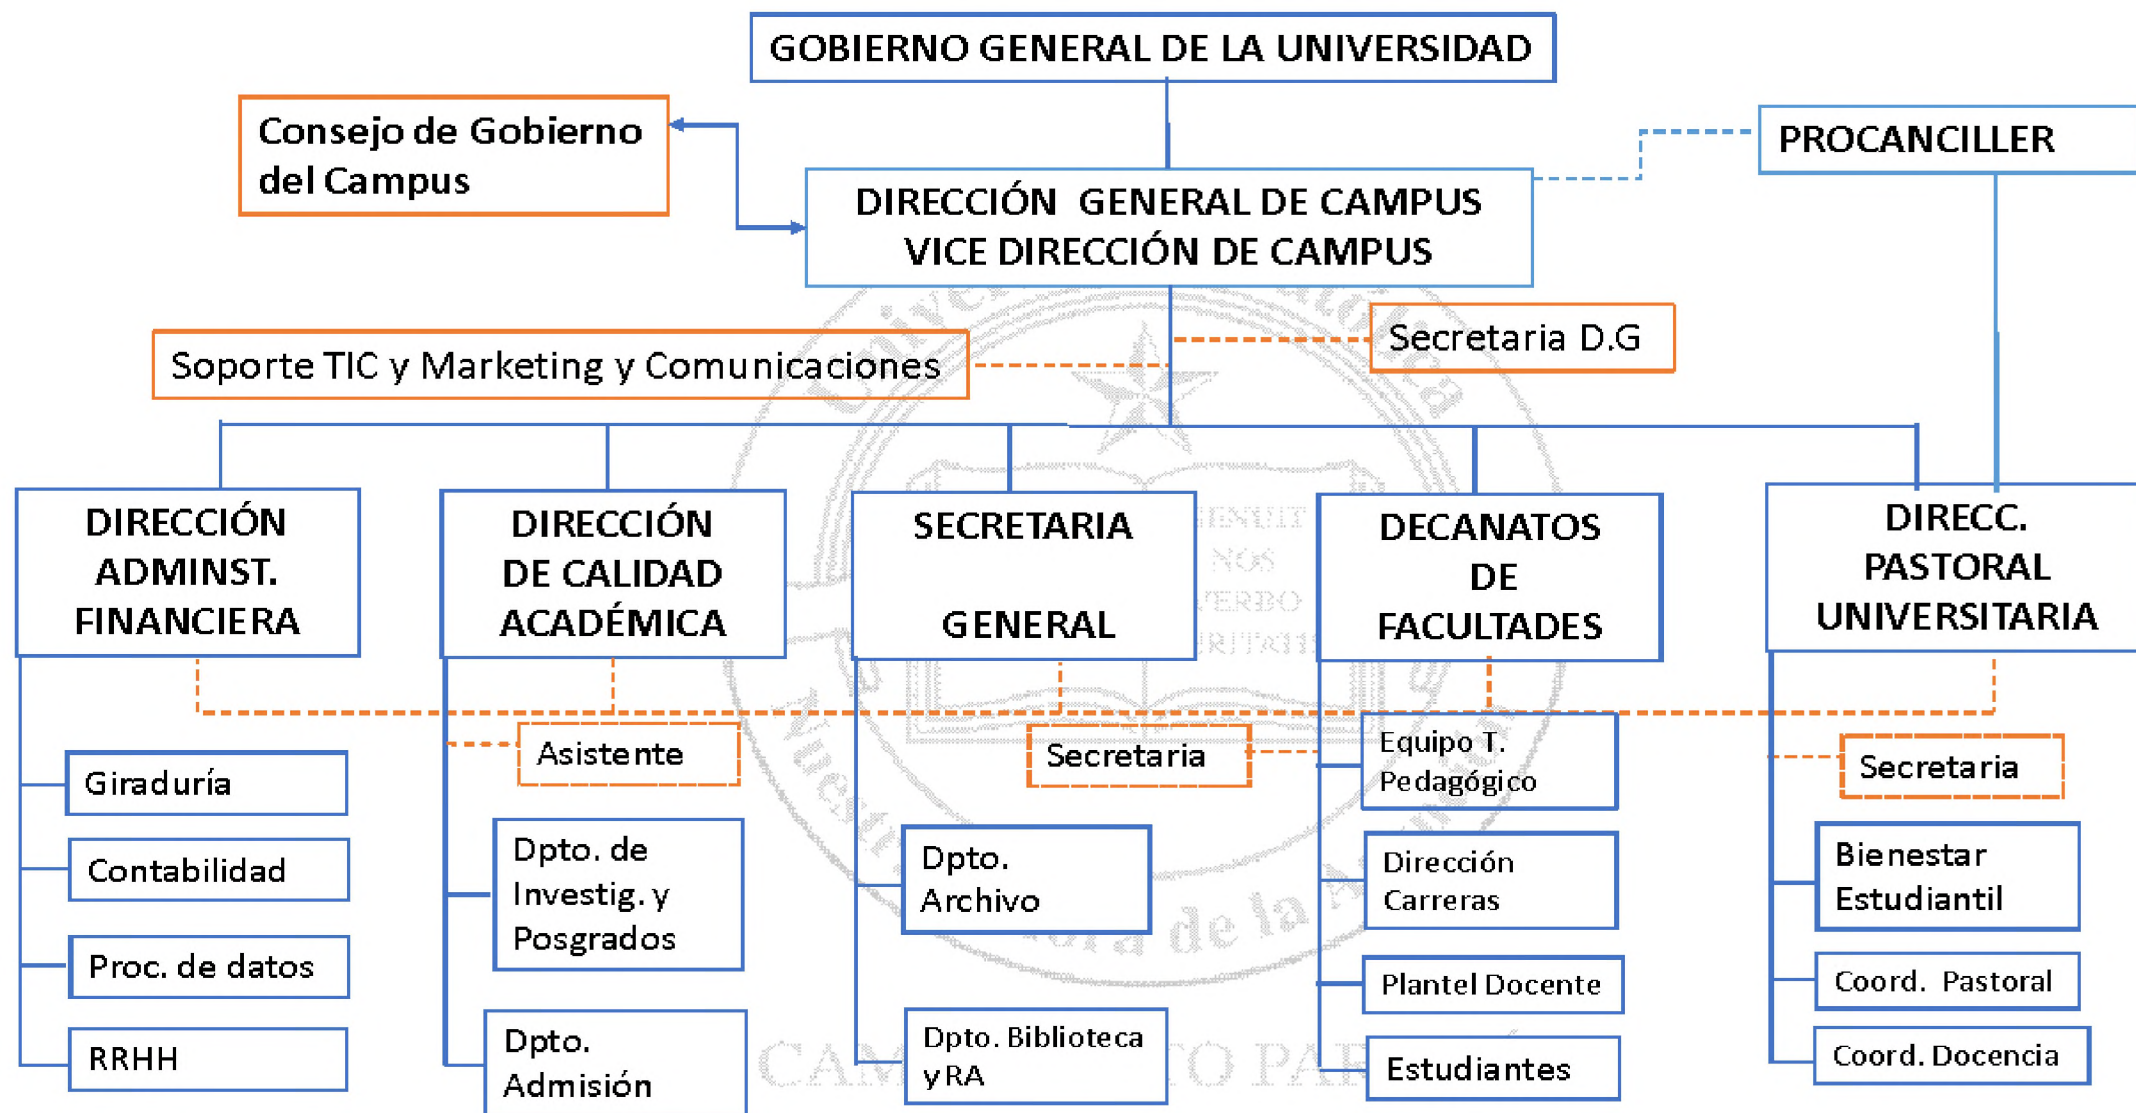 GOBIERNO GENERAL DE LA UNIVERSIDAD
Consejo de Gobierno
del Campus
PROCANCILLER
DIRECCIÓN GENERAL DE CAMPUS
VICE DIRECCIÓN DE CAMPUS
Secretaria D.G
Soporte TIC y Marketing y Comunicaciones
DIRECCIÓN
ADMINST.
FINANCIERA
DIRECCIÓN
DE CALIDAD
ACADÉMICA
SECRETARIA
GENERAL
DECANATOS
DE
FACULTADES
DIRECC.
PASTORAL
UNIVERSITARIA
Giraduría
Contabilidad
Proc. de datos
RRHH
Asistente
Dpto. de
Investig. y
Posgrados
Dpto.
Admisión
Secretaria
Dpto.
Archivo
Dpto. Biblioteca
y RA
Equipo T.
Pedagógico
Dirección
Carreras
Plantel Docente
Estudiantes
Secretaria
Bienestar
Estudiantil
Coord. Pastoral
Coord. Docencia
NOS
de la